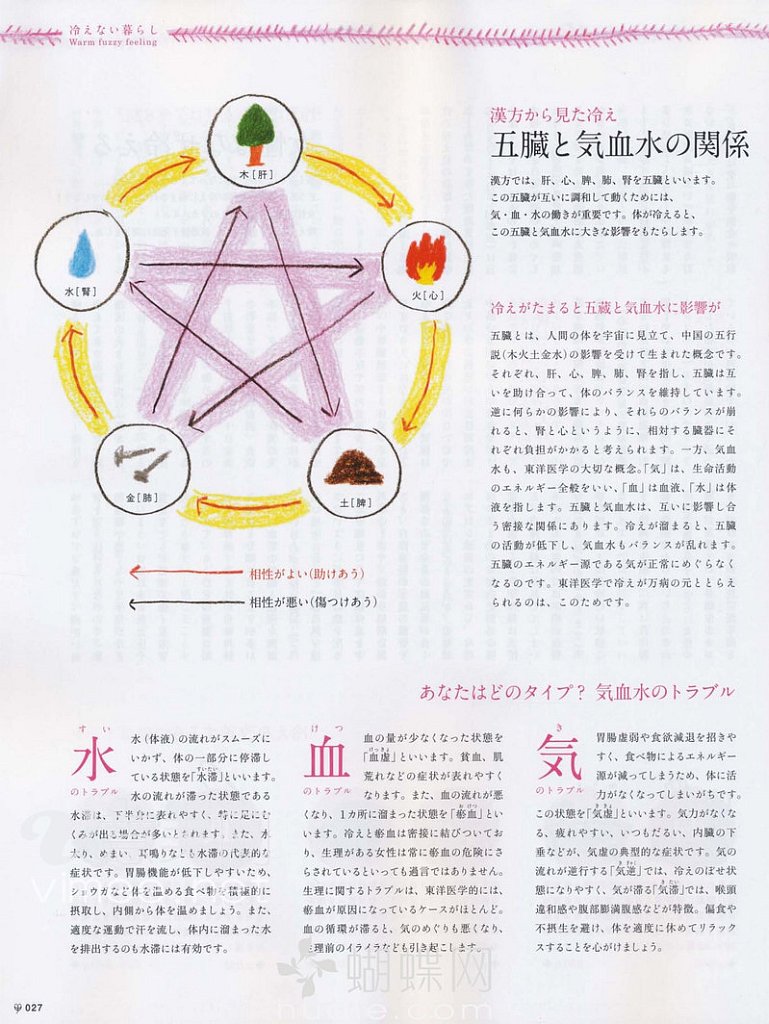 冷えない暮らし
Warm fuzzy feeling
木[肝]
火[心]
土[脾]
金[肺]
水[腎]
相性がよい(助けあう)
相性が悪い(傷つけあう)
漢方から見た冷え
五臓と気血水の関係
漢方では、肝、心、脾、肺、腎を五臓といいます。
この五臓が互いに調和して動くためには、
気・血・水の働きが重要です。体が冷えると、
この五臓と気血水に大きな影響をもたらします。
冷えがたまると五蔵と気血水に影響が
五臓とは、人間の体を宇宙に見立て、中国の五行
説(木火土金水)の影響を受けて生まれた概念です。
それぞれ、肝、心、脾、肺、腎を指し、五臓は互
いを助け合って、体のバランスを維持しています。
逆に何らかの影響により、それらのバランスが崩
れると、腎と心というように、相対する臓器にそ
れぞれ負担がかかると考えられます。一方、気血
水も、東洋医学の大切な概念。「気」は、生命活動
のエネルギー全般をいい、「血」は血液、「水」は体
液を指します。五臓と気血水は、互いに影響し合
う密接な関係にあります。冷えが溜まると、五臓
の活動が低下し、気血水もバランスが乱れます。
五臓のエネルギー源である気が正常にめぐらなく
なるのです。東洋医学で冷えが万病の元ととらえ
られるのは、このためです。
あなたはどのタイプ? 気血水のトラブル
すい
水
のトラブル
水(体液)の流れがスムーズに
いかず、体の一部分に停滞し
すいたい
ている状態を「水滞」といいます。
水の流れが滞った状態である
水滞は、下半身に表れやすく、特に足にむ
くみが出る場合が多いとされます。また、水
太り、めまい、耳鳴りなども水滞の代表的な
症状です。胃腸機能が低下しやすいため、
ショウガなど体を温める食べ物を積極的に
摂取し、内側から体を温めましょう。また、
適度な運動で汗を流し、体内に溜まった水
を排出するのも水滞には有効です。
けつ
血
のトラブル
血の量が少なくなった状態を
けっきょ
「血虚」といいます。貧血、肌
荒れなどの症状が表れやすく
なります。また、血の流れが悪
おけつ
くなり、1カ所に溜まった状態を「瘀血」とい
います。冷えと瘀血は密接に結びついてお
り、生理がある女性は常に瘀血の危険にさ
らされているといっても過言ではありません。
生理に関するトラブルは、東洋医学的には、
瘀血が原因になっているケースがほとんど。
血の循環が滞ると、気のめぐりも悪くなり、
生理前のイライラなども引き起こします。
き
気
のトラブル
胃腸虚弱や食欲減退を招きや
すく、食べ物によるエネルギー
源が減ってしまうため、体に活
力がなくなってしまいがちです。
ききょ
この状態を「気虚」といいます。気力がなくな
る、疲れやすい、いつもだるい、内臓の下
垂などが、気虚の典型的な症状です。気の
きぎゃく
流れが逆行する「気逆」では、冷えのぼせ状
きたい
態になりやすく、気が滞る「気滞」では、喉頭
違和感や腹部膨満腹感などが特徴。偏食や
不摂生を避け、体を適度に休めてリラック
スすることを心がけましょう。
027
蝴蝶网